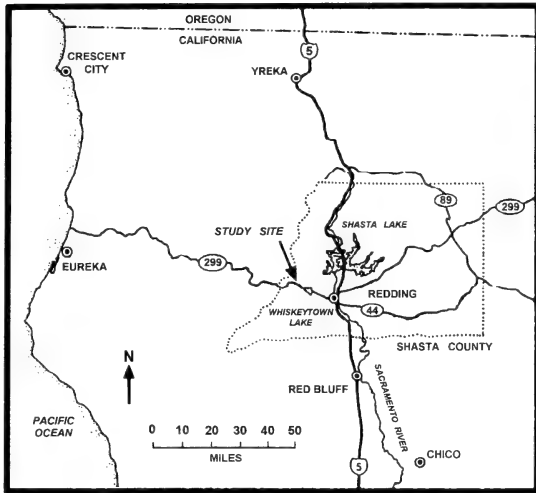 OREGON
CALIFORNIA
CRESCENT
CITY
5
YREKA
89
299
SHASTA LAKE
STUDY SITE
EUREKA
299
REDDING
WHISKEYTOWN
LAKE
44
SHASTA COUNTY
N
RED BLUFF
SACRAMENTO RIVER
PACIFIC
OCEAN
0 10 20 30 40 50
MILES
5
CHICO